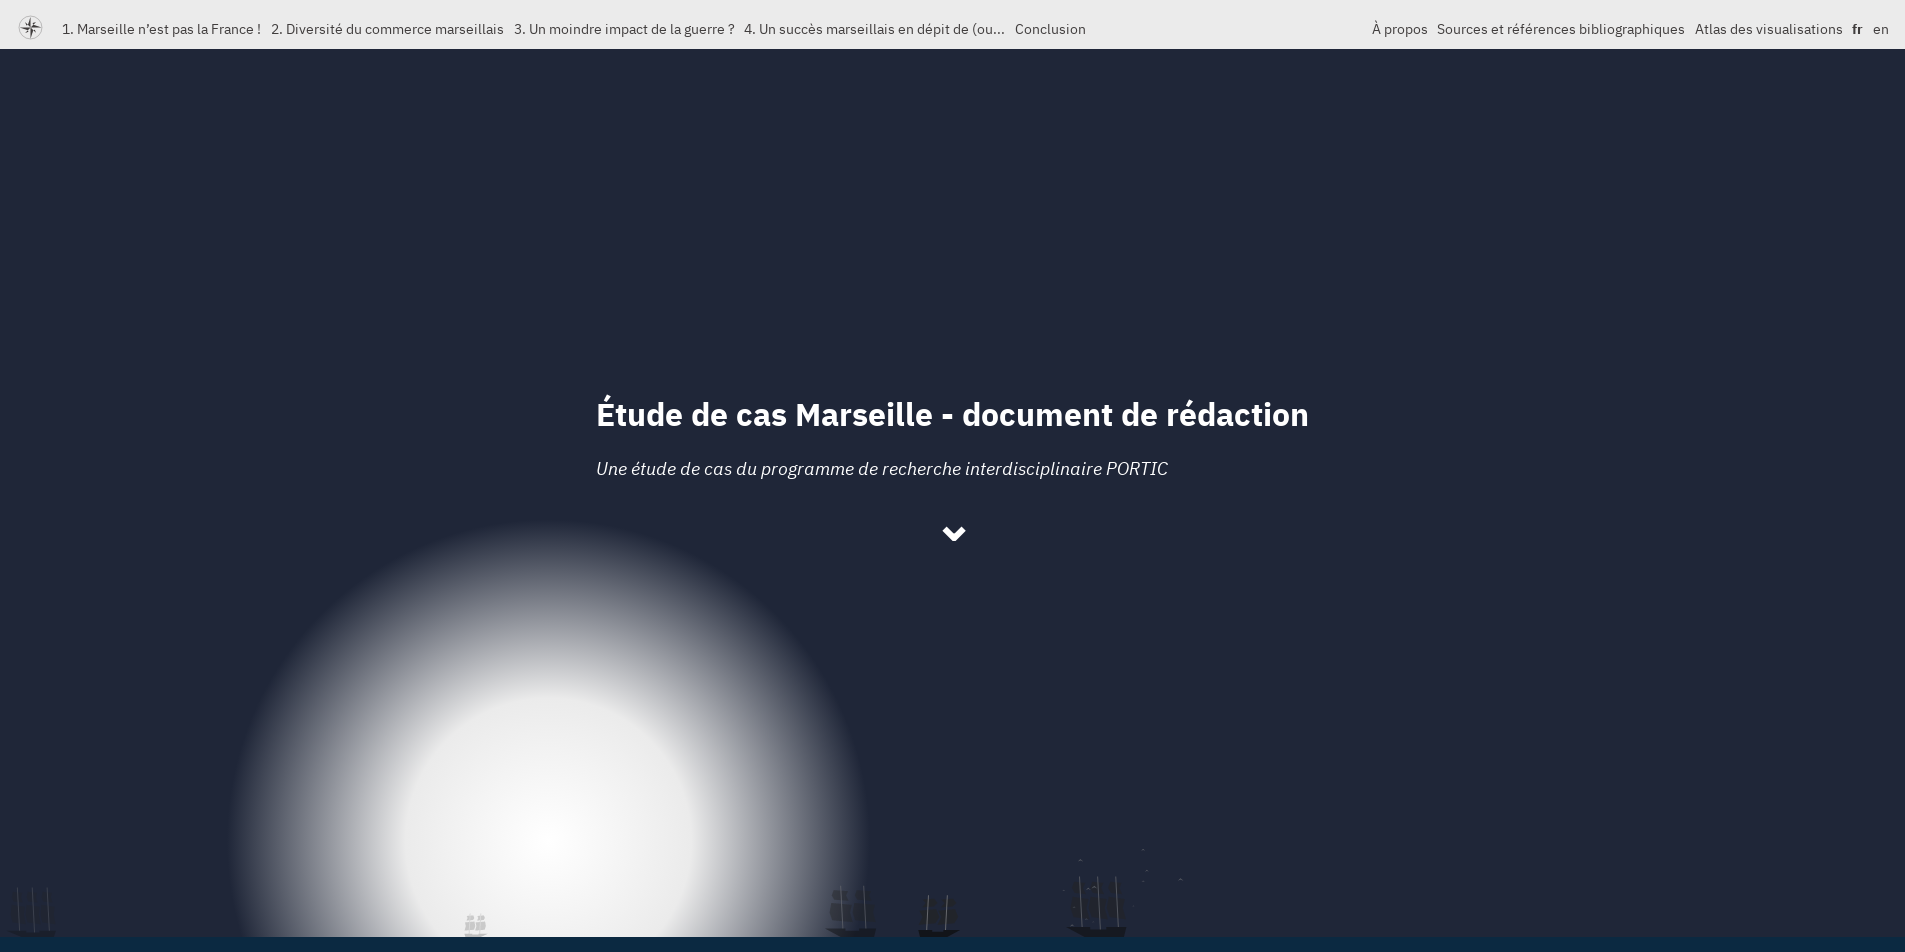 1. Marseille n’est pas la France ! 2. Diversité du commerce marseillais 3. Un moindre impact de la guerre ? 4. Un succès marseillais en dépit de (ou... Conclusion À propos Sources et références bibliographiques Atlas des visualisations fr en
Étude de cas Marseille - document de rédaction
Une étude de cas du programme de recherche interdisciplinaire PORTIC